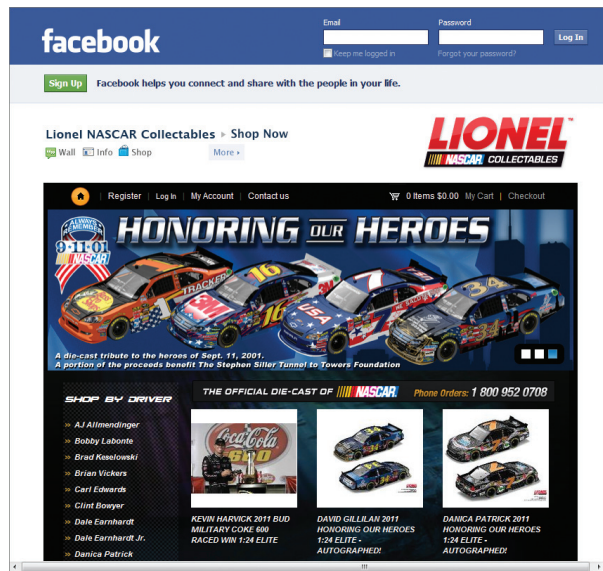 facebook
Email
Password
Log In
Keep me logged in
Forgot your password?
Sign Up
Facebook helps you connect and share with the people in your life.
Lionel NASCAR Collectables ▸ Shop Now
Wall
Info
Shop
More ▸
LIONEL™
NASCAR COLLECTABLES
Register | Log In | My Account | Contact us
0 Items $0.00 My Cart | Checkout
ALWAYS REMEMBER
9-11-01
NASCAR
HONORING OUR HEROES
TRACKER
3M
16
USA
34
A die-cast tribute to the heroes of Sept. 11, 2001.
A portion of the proceeds benefit The Stephen Siller Tunnel to Towers Foundation
SHOP BY DRIVER
THE OFFICIAL DIE-CAST OF NASCAR
Phone Orders: 1 800 952 0708
» AJ Allmendinger
» Bobby Labonte
» Brad Keselowski
» Brian Vickers
» Carl Edwards
» Clint Bowyer
» Dale Earnhardt
» Dale Earnhardt Jr.
» Danica Patrick
Coca-Cola
600
KEVIN HARVICK 2011 BUD
MILITARY COKE 600
RACED WIN 1:24 ELITE
DAVID GILLILAN 2011
HONORING OUR HEROES
1:24 ELITE -
AUTOGRAPHED!
DANICA PATRICK 2011
HONORING OUR HEROES
1:24 ELITE -
AUTOGRAPHED!